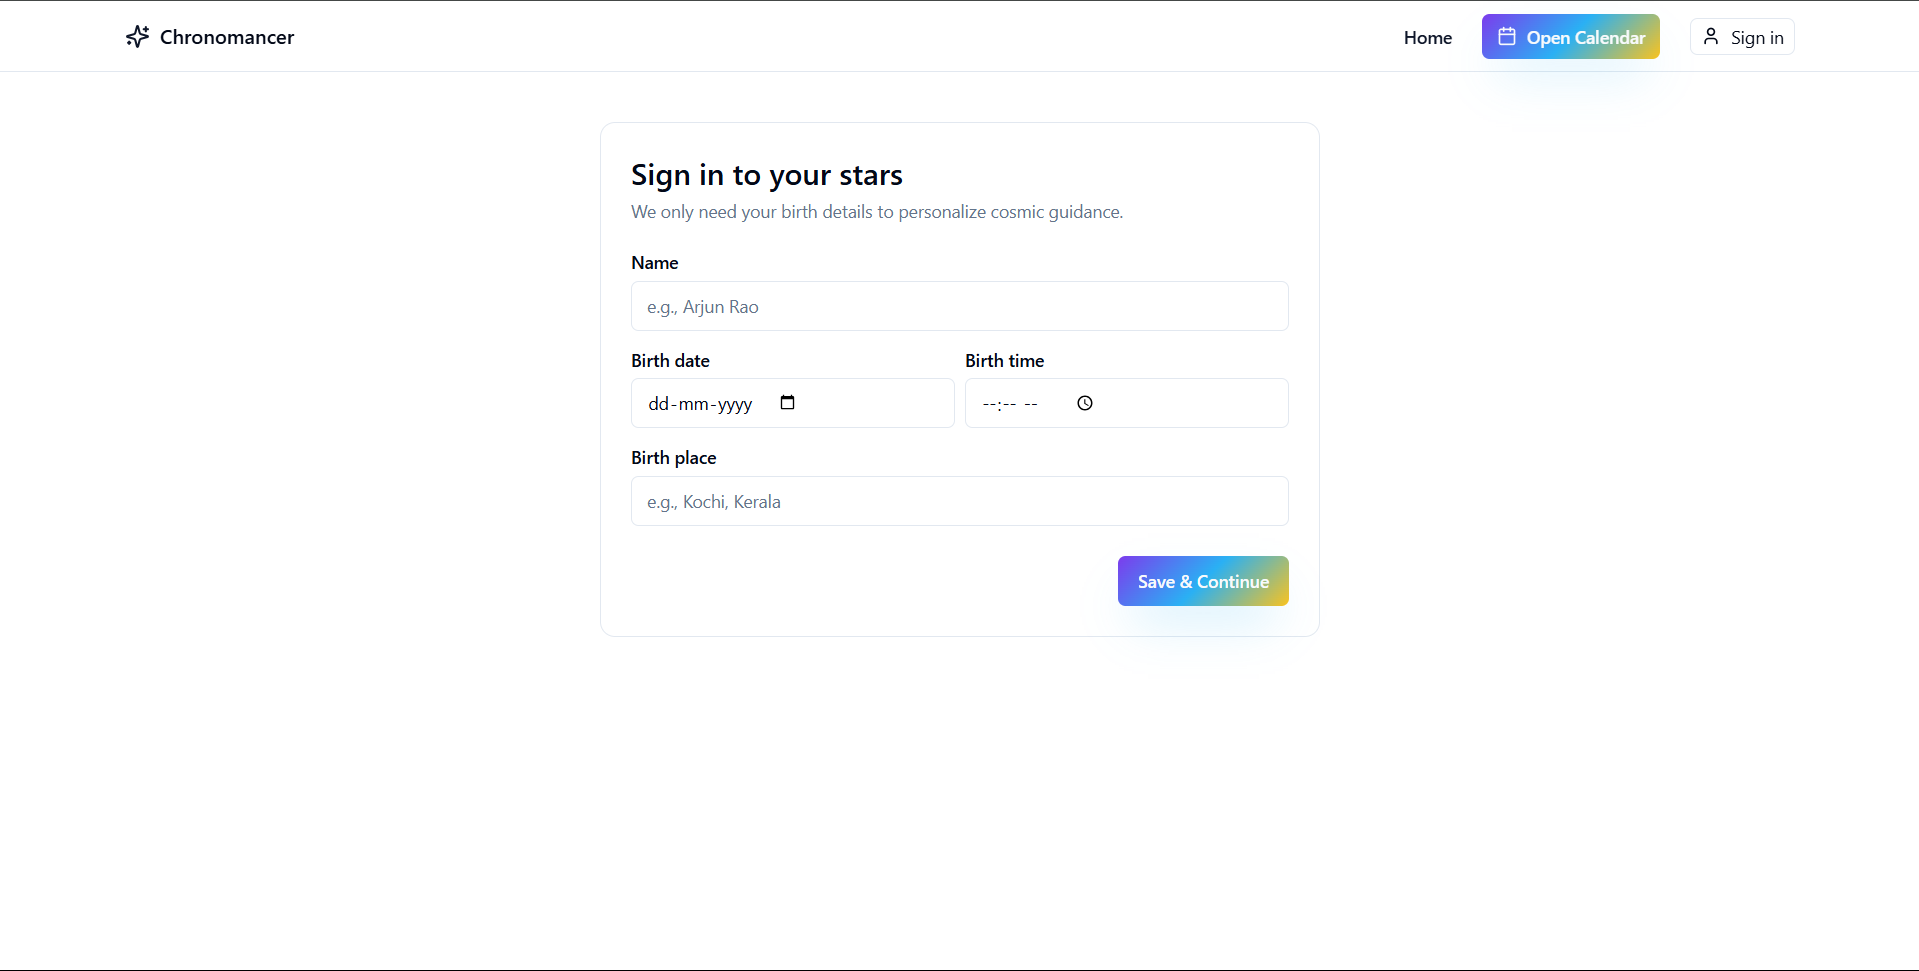 Chronomancer
Home
Open Calendar
Sign in
Sign in to your stars
We only need your birth details to personalize cosmic guidance.
Name
e.g., Arjun Rao
Birth date
Birth time
dd-mm-yyyy
--:-- --
Birth place
e.g., Kochi, Kerala
Save & Continue